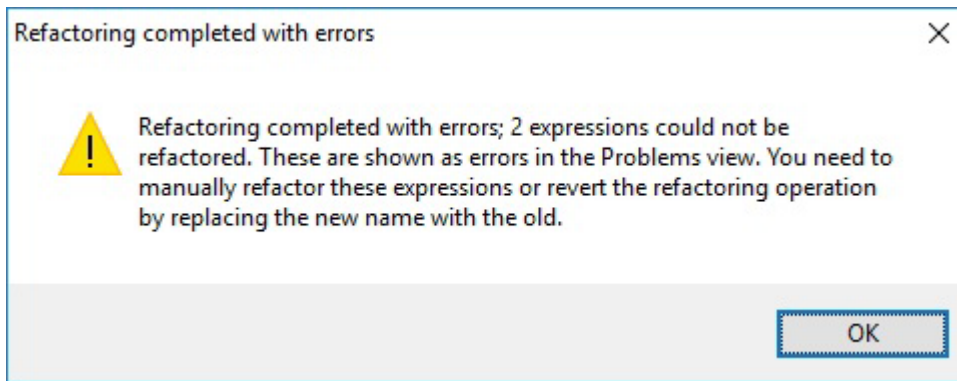 Refactoring completed with errors
Refactoring completed with errors; 2 expressions could not be
refactored. These are shown as errors in the Problems view. You need to
manually refactor these expressions or revert the refactoring operation
by replacing the new name with the old.
OK